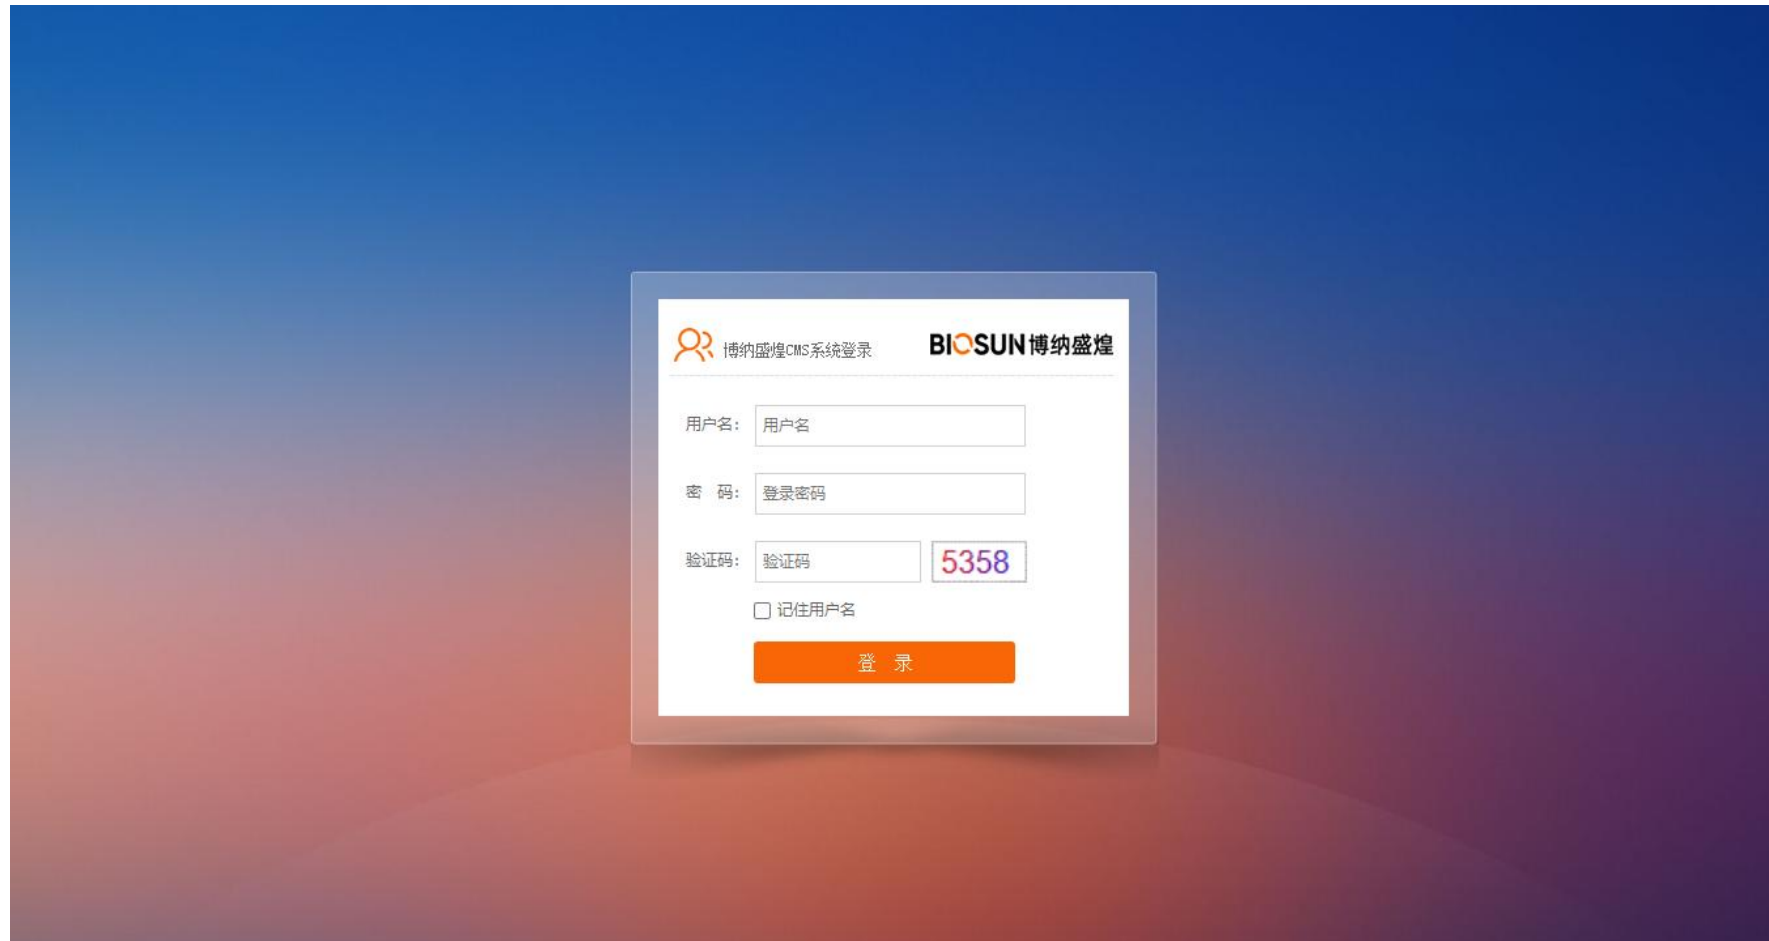 博纳盛煌CMS系统登录 BIOSUN博纳盛煌
用户名: 用户名
密 码: 登录密码
验证码: 验证码 5358
记住用户名
登 录